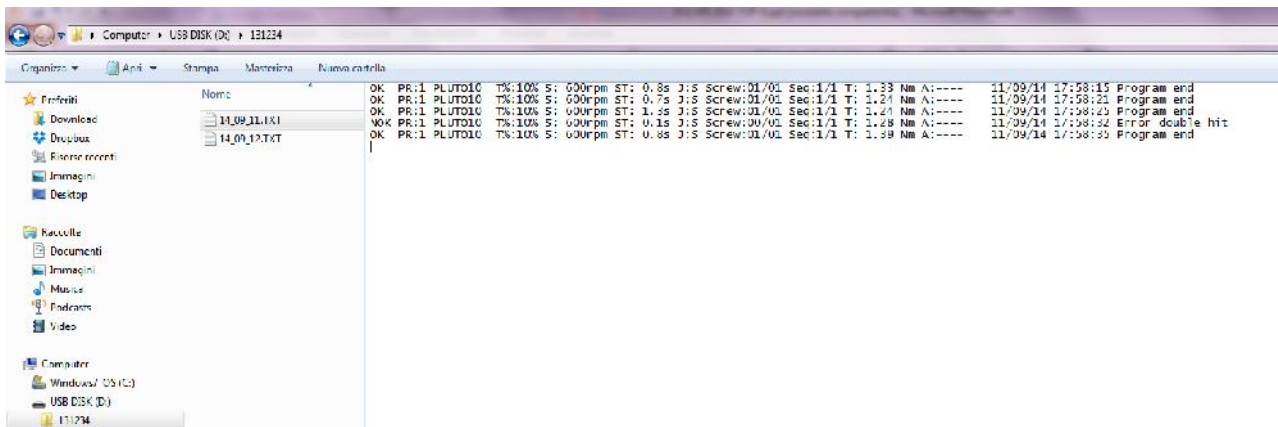 Computer ▸ USB DISK (D:) ▸ 131234
Organizza Apri Stampa Masterizza Nuova cartella
Preferiti
Download
Dropbox
Risorse recenti
Immagini
Desktop
Raccolte
Documenti
Immagini
Musica
Podcasts
Video
Computer
Windows7_OS (C:)
USB DISK (D:)
131234
Nome
14_09_11.TXT
14_09_12.TXT
OK PR:1 PLUTO10 T%:10% S: 600rpm ST: 0.8s J:S Screw:01/01 Seq:1/1 T: 1.33 Nm A:---- 11/09/14 17:58:15 Program end
OK PR:1 PLUTO10 T%:10% S: 600rpm ST: 0.7s J:S Screw:01/01 Seq:1/1 T: 1.24 Nm A:---- 11/09/14 17:58:21 Program end
OK PR:1 PLUTO10 T%:10% S: 600rpm ST: 1.3s J:S Screw:01/01 Seq:1/1 T: 1.24 Nm A:---- 11/09/14 17:58:25 Program end
NOK PR:1 PLUTO10 T%:10% S: 600rpm ST: 0.1s J:S Screw:00/01 Seq:1/1 T: 1.28 Nm A:---- 11/09/14 17:58:32 Error double hit
OK PR:1 PLUTO10 T%:10% S: 600rpm ST: 0.8s J:S Screw:01/01 Seq:1/1 T: 1.39 Nm A:---- 11/09/14 17:58:35 Program end